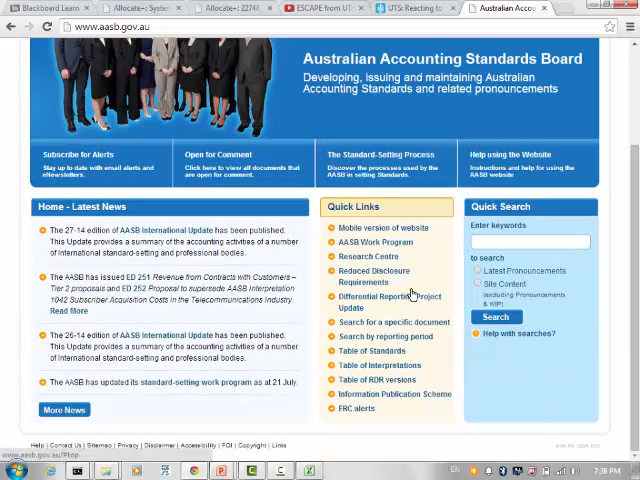 Blackboard Learn
Allocate+: System
Allocate+: 22748
ESCAPE from UT
UTS: Reacting to
Australian Accou
www.aasb.gov.au
Australian Accounting Standards Board
Developing, issuing and maintaining Australian
Accounting Standards and related pronouncements
Subscribe for Alerts
Stay up to date with email alerts and
eNewsletters.
Open for Comment
Click here to view all documents that
are open for comment.
The Standard-Setting Process
Discover the processes used by the
AASB in setting Standards.
Help using the Website
Instructions and help for using the
AASB website
Home - Latest News
The 27-14 edition of AASB International Update has been published.
This Update provides a summary of the accounting activities of a number
of International standard-setting and professional bodies.
The AASB has issued ED 251 Revenue from Contracts with Customers –
Tier 2 proposals and ED 252 Proposal to supersede AASB Interpretation
1042 Subscriber Acquisition Costs in the Telecommunications Industry.
Read More
The 26-14 edition of AASB International Update has been published.
This Update provides a summary of the accounting activities of a number
of International standard-setting and professional bodies.
The AASB has updated its standard-setting work program as at 21 July.
More News
Quick Links
Mobile version of website
AASB Work Program
Research Centre
Reduced Disclosure
Requirements
Differential Reporting Project
Update
Search for a specific document
Search by reporting period
Table of Standards
Table of Interpretations
Table of RDR versions
Information Publication Scheme
FRC alerts
Quick Search
Enter keywords
to search
Latest Pronouncements
Site Content
(excluding Pronouncements
& WIP)
Search
Help with searches?
Help | Contact Us | Sitemap | Privacy | Disclaimer | Accessibility | FOI | Copyright | Links
www.aasb.gov.au/#top
EN
7:38 PM